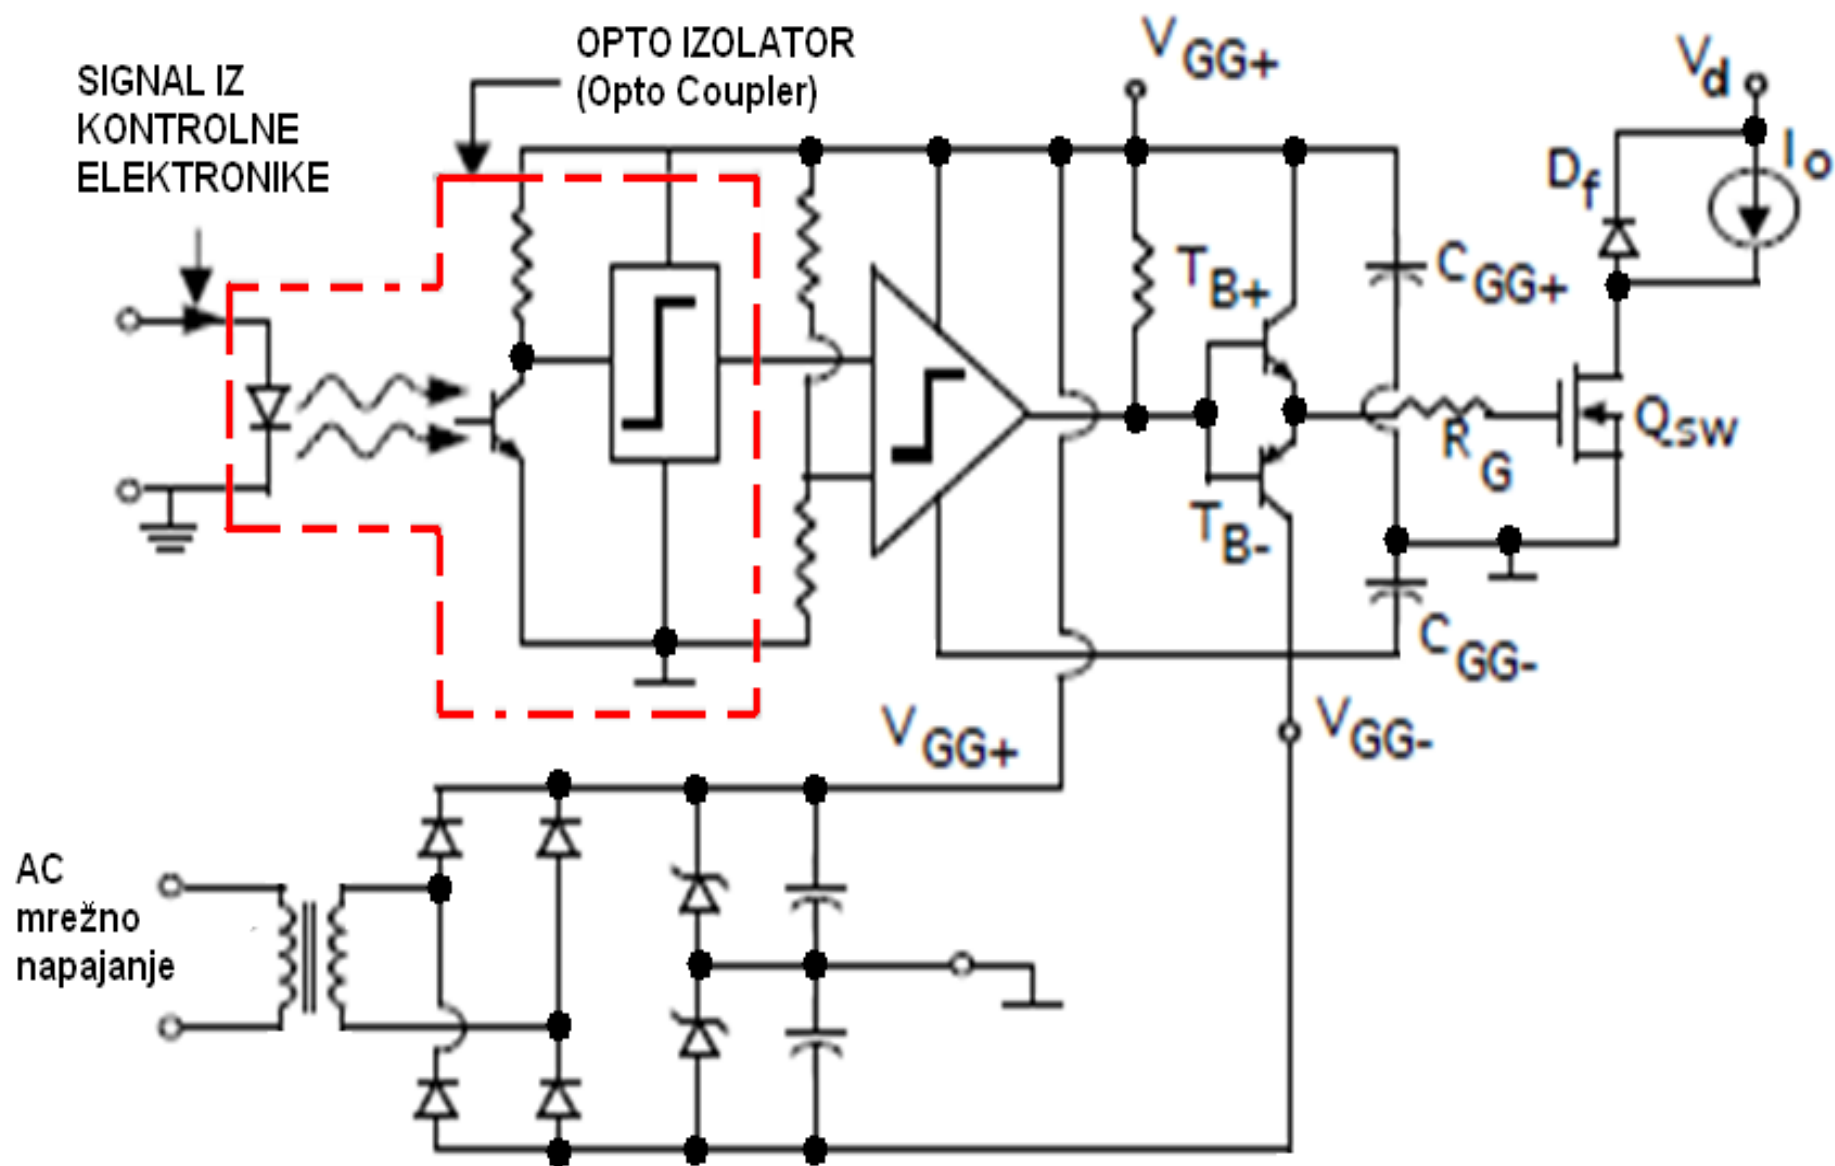 OPTO IZOLATOR
(Opto Coupler)
SIGNAL IZ
KONTROLNE
ELEKTRONIKE
V GG+
Vd
Io
Df
TB+
CGG+
RG
QSW
TB-
CGG-
VGG+
VGG-
AC
mrežno
napajanje